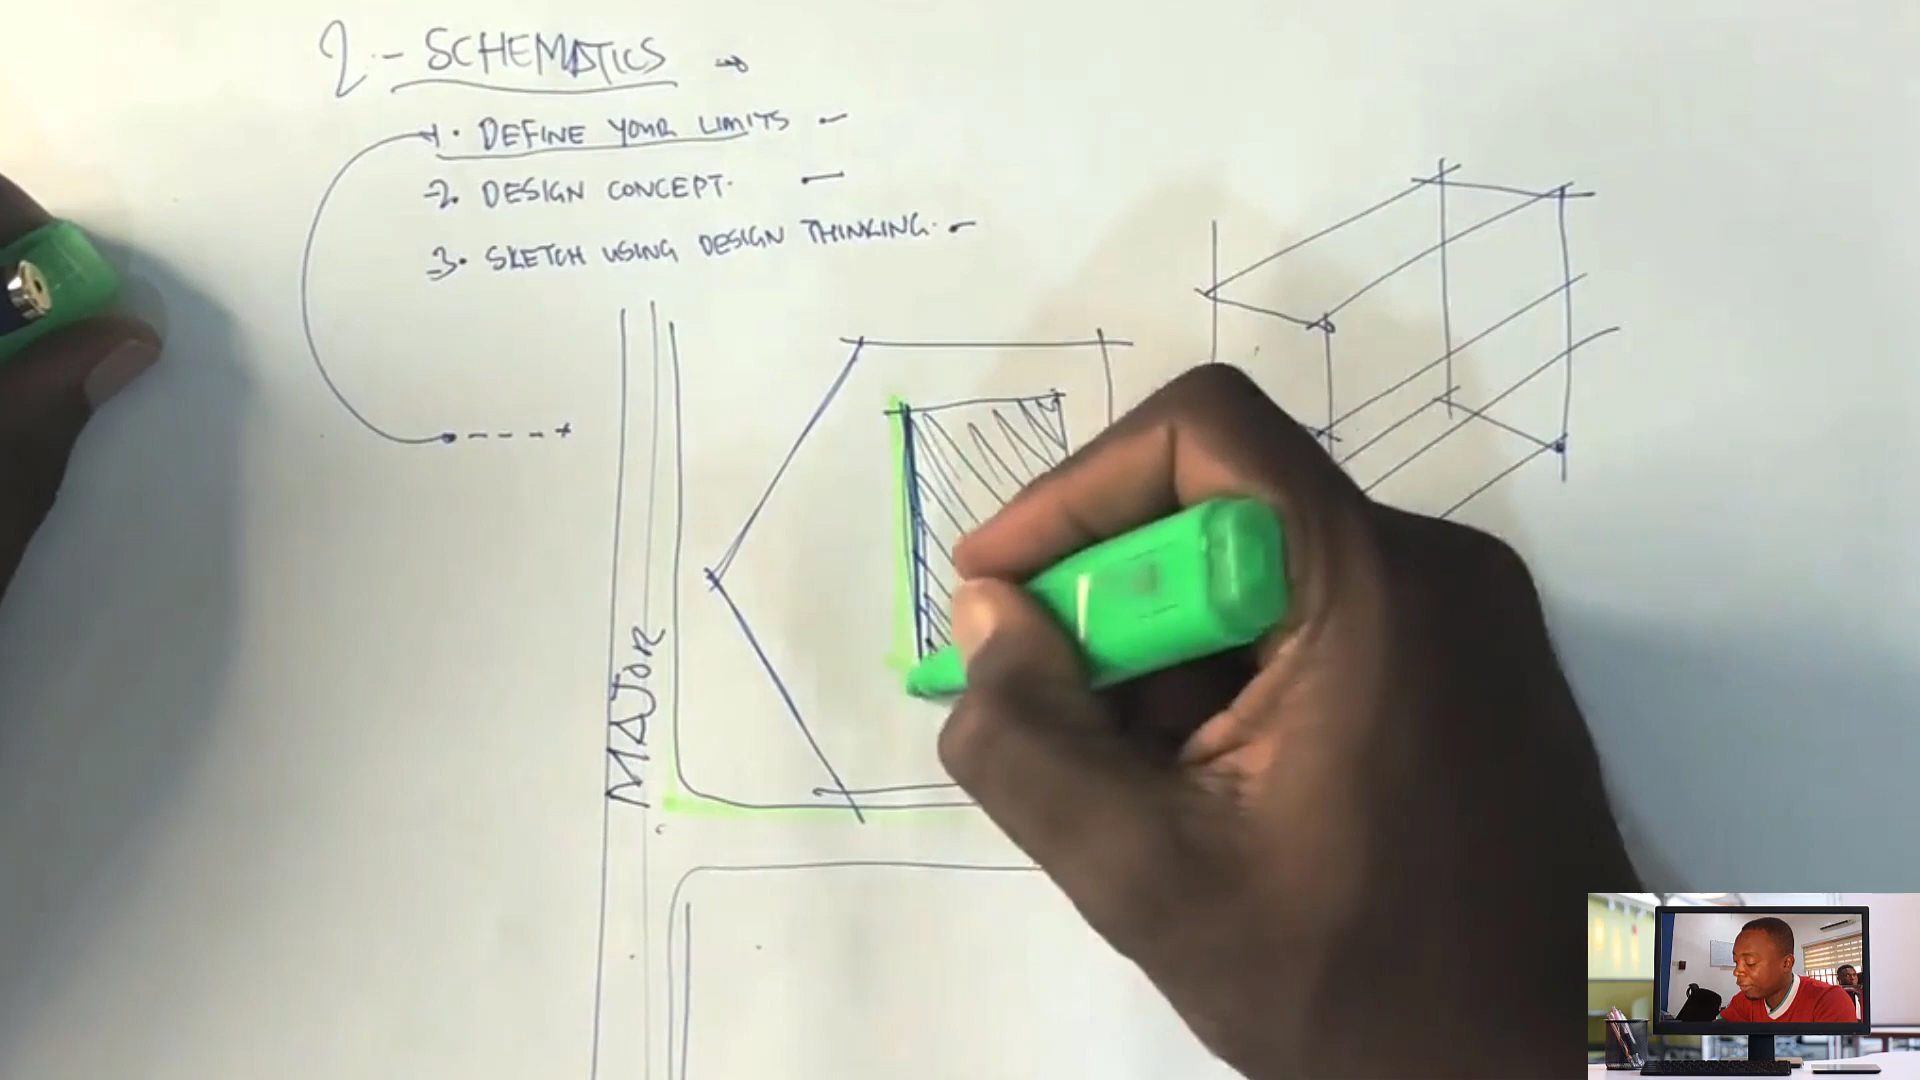 2 - SCHEMATICS →
1. DEFINE YOUR LIMITS -
2. DESIGN CONCEPT. -
3. SKETCH USING DESIGN THINKING. -
MAJOR